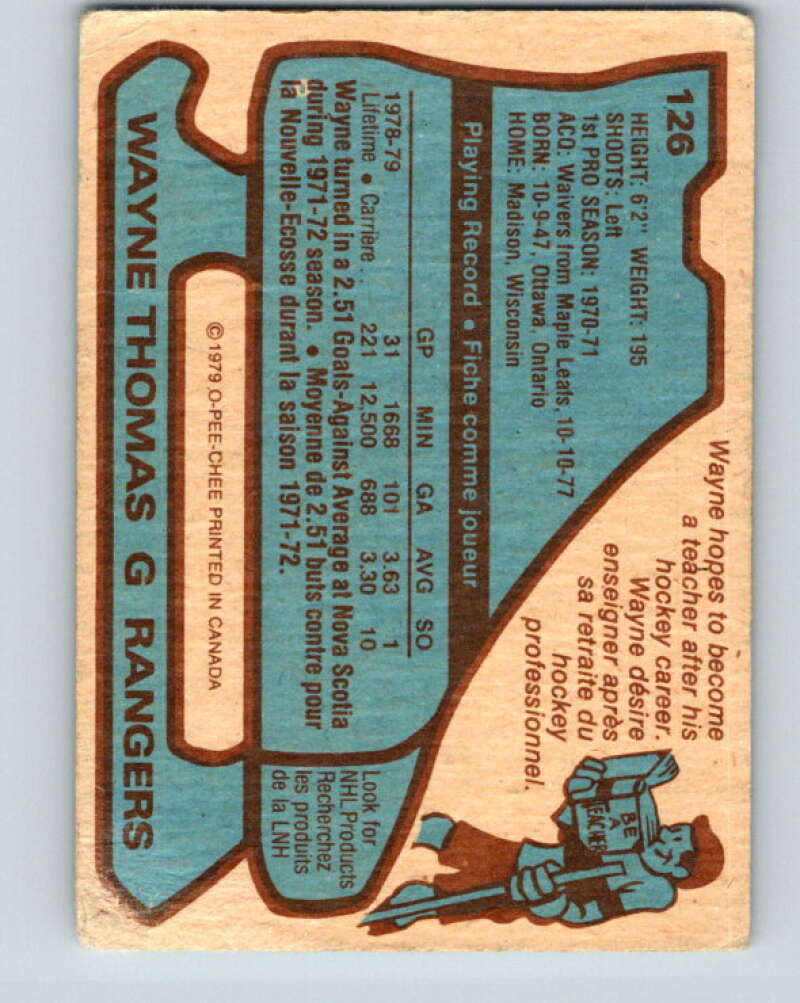 126
HEIGHT: 6'2" WEIGHT: 195
SHOOTS: Left
1st PRO SEASON: 1970-71
ACQ: Waivers from Maple Leafs, 10-10-77
BORN: 10-9-47, Ottawa, Ontario
HOME: Madison, Wisconsin
Wayne hopes to become
a teacher after his
hockey career.
Wayne désire
enseigner après
sa retraite du
hockey
professionnel.
BE
A
TEACHER
Playing Record • Fiche comme joueur
GP MIN GA AVG SO
1978-79 31 1668 101 3.63 1
Lifetime • Carrière . . 221 12,500 688 3.30 10
Wayne turned in a 2.51 Goals-Against Average at Nova Scotia
during 1971-72 season. • Moyenne de 2.51 buts contre pour
la Nouvelle-Ecosse durant la saison 1971-72.
Look for
NHL Products
Recherchez
les produits
de la LNH
© 1979 O-PEE-CHEE PRINTED IN CANADA
WAYNE THOMAS G RANGERS